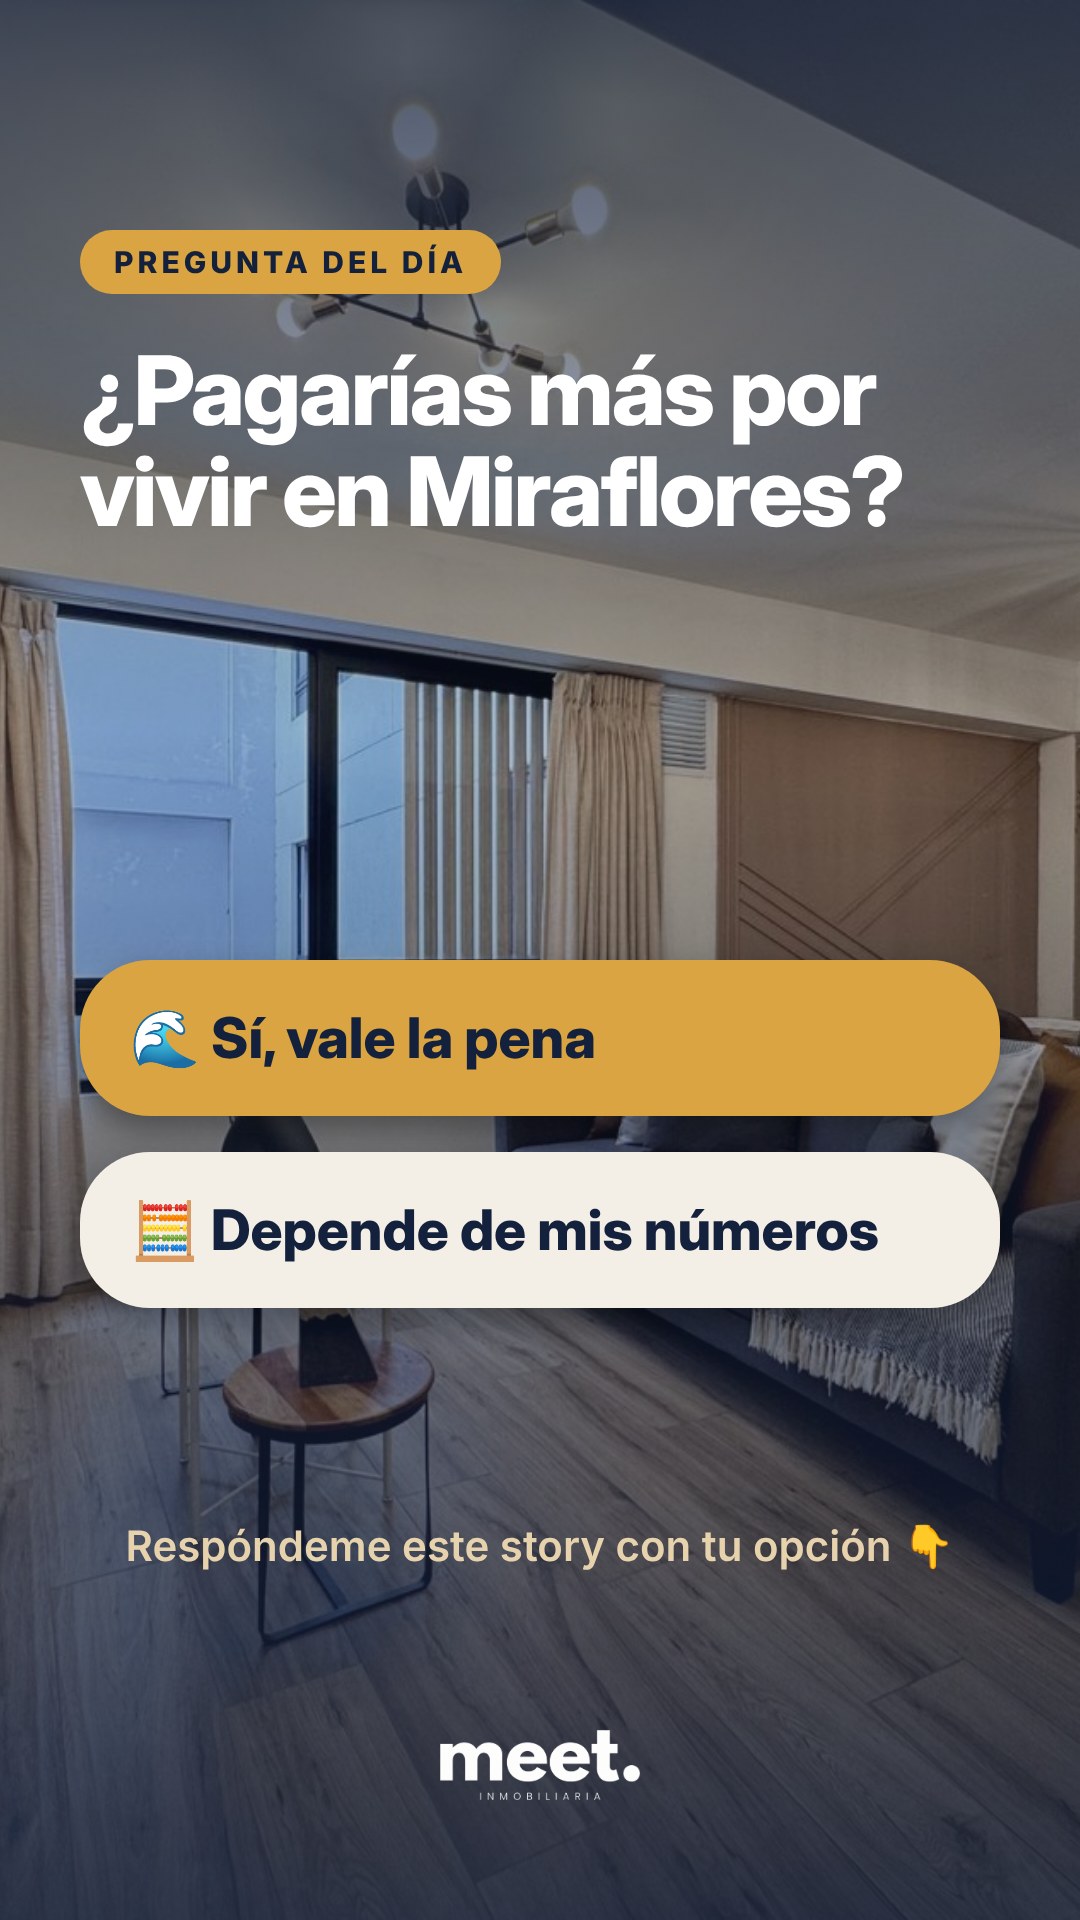 PREGUNTA DEL DÍA
¿Pagarías más por
vivir en Miraflores?
🌊 Sí, vale la pena
🧮 Depende de mis números
Respóndeme este story con tu opción 👇
meet.
INMOBILIARIA